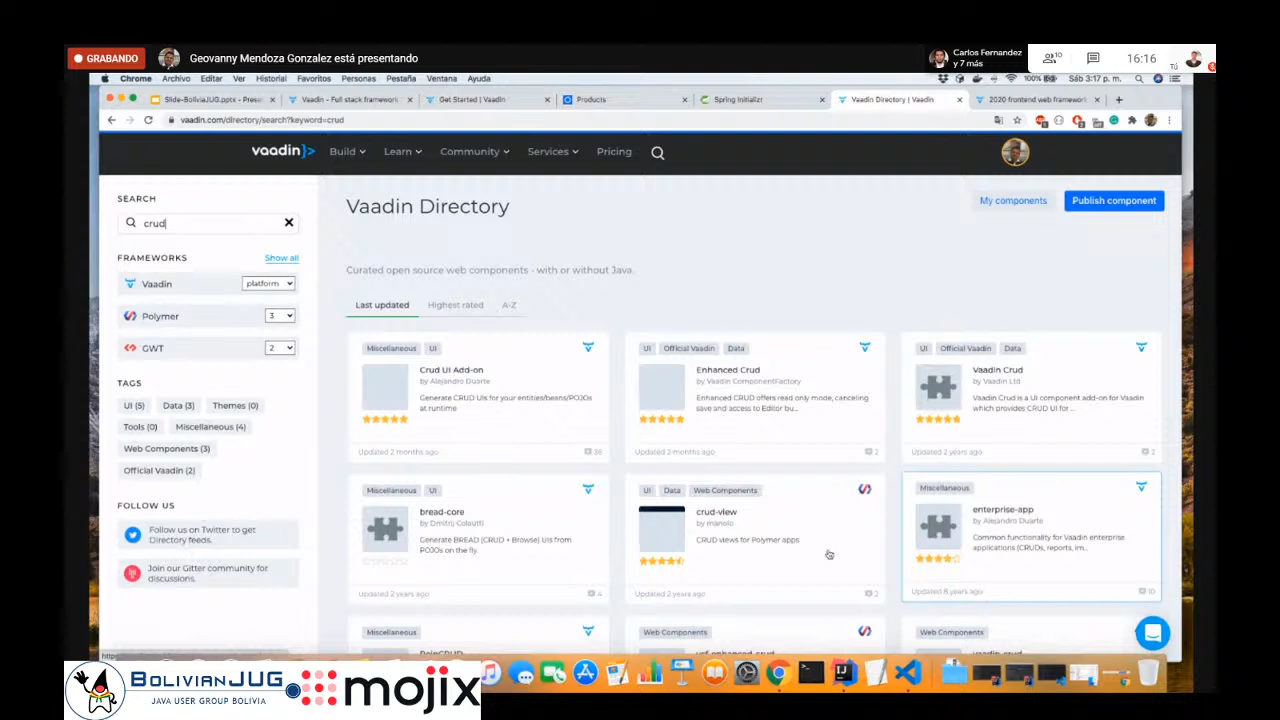 GRABANDO
Geovanny Mendoza Gonzalez está presentando
Carlos Fernandez
y 7 más
10
16:16
Tú
Chrome Archivo Editar Ver Historial Favoritos Personas Pestaña Ventana Ayuda
100%
Sáb 3:17 p. m.
Slide-BoliviaJUG.pptx - Prese
Vaadin - Full stack framework
Get Started | Vaadin
Products
Spring Initializr
Vaadin Directory | Vaadin
2020 frontend web framework
vaadin.com/directory/search?keyword=crud
vaadin}>
Build
Learn
Community
Services
Pricing
SEARCH
crud
FRAMEWORKS
Show all
Vaadin
platform
Polymer
3
GWT
2
TAGS
UI (5)
Data (3)
Themes (0)
Tools (0)
Miscellaneous (4)
Web Components (3)
Official Vaadin (2)
FOLLOW US
Follow us on Twitter to get
Directory feeds.
Join our Gitter community for
discussions.
Vaadin Directory
My components
Publish component
Curated open source web components - with or without Java.
Last updated
Highest rated
A-Z
Miscellaneous
UI
Crud UI Add-on
by Alejandro Duarte
Generate CRUD UIs for your entities/beans/POJOs
at runtime
Updated 2 months ago
36
UI
Official Vaadin
Data
Enhanced Crud
by Vaadin ComponentFactory
Enhanced CRUD offers read only mode, canceling
save and access to Editor bu...
Updated 2 months ago
2
UI
Official Vaadin
Data
Vaadin Crud
by Vaadin Ltd
Vaadin Crud is a UI component add-on for Vaadin
which provides CRUD UI for ...
Updated 2 years ago
2
Miscellaneous
UI
bread-core
by Dmitrij Colautti
Generate BREAD (CRUD + Browse) UIs from
POJOs on the fly.
Updated 2 years ago
4
UI
Data
Web Components
crud-view
by manolo
CRUD views for Polymer apps
Updated 2 years ago
2
Miscellaneous
enterprise-app
by Alejandro Duarte
Common functionality for Vaadin enterprise
applications (CRUDs, reports, im...
Updated 8 years ago
10
Miscellaneous
Web Components
Web Components
BOLIVIANJUG
JAVA USER GROUP BOLIVIA
mojix